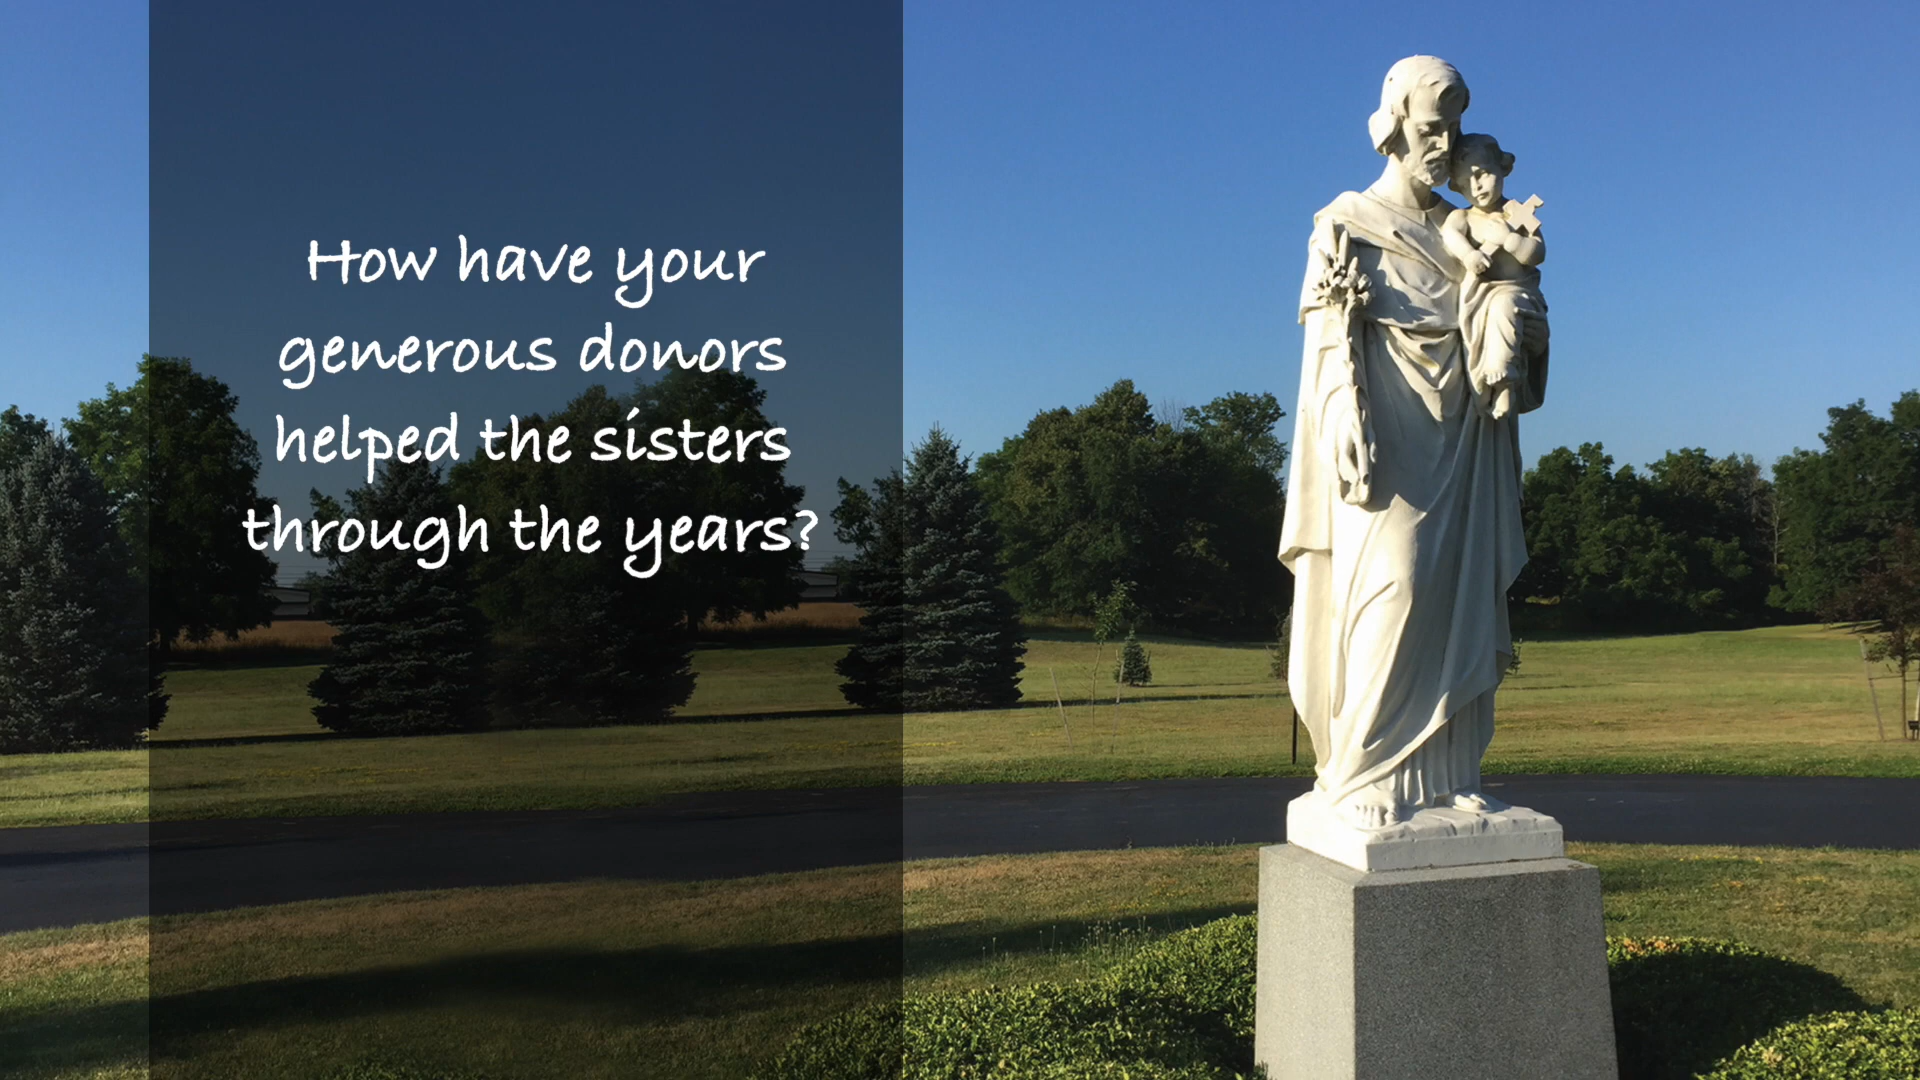 How have your
generous donors
helped the sisters
through the years?